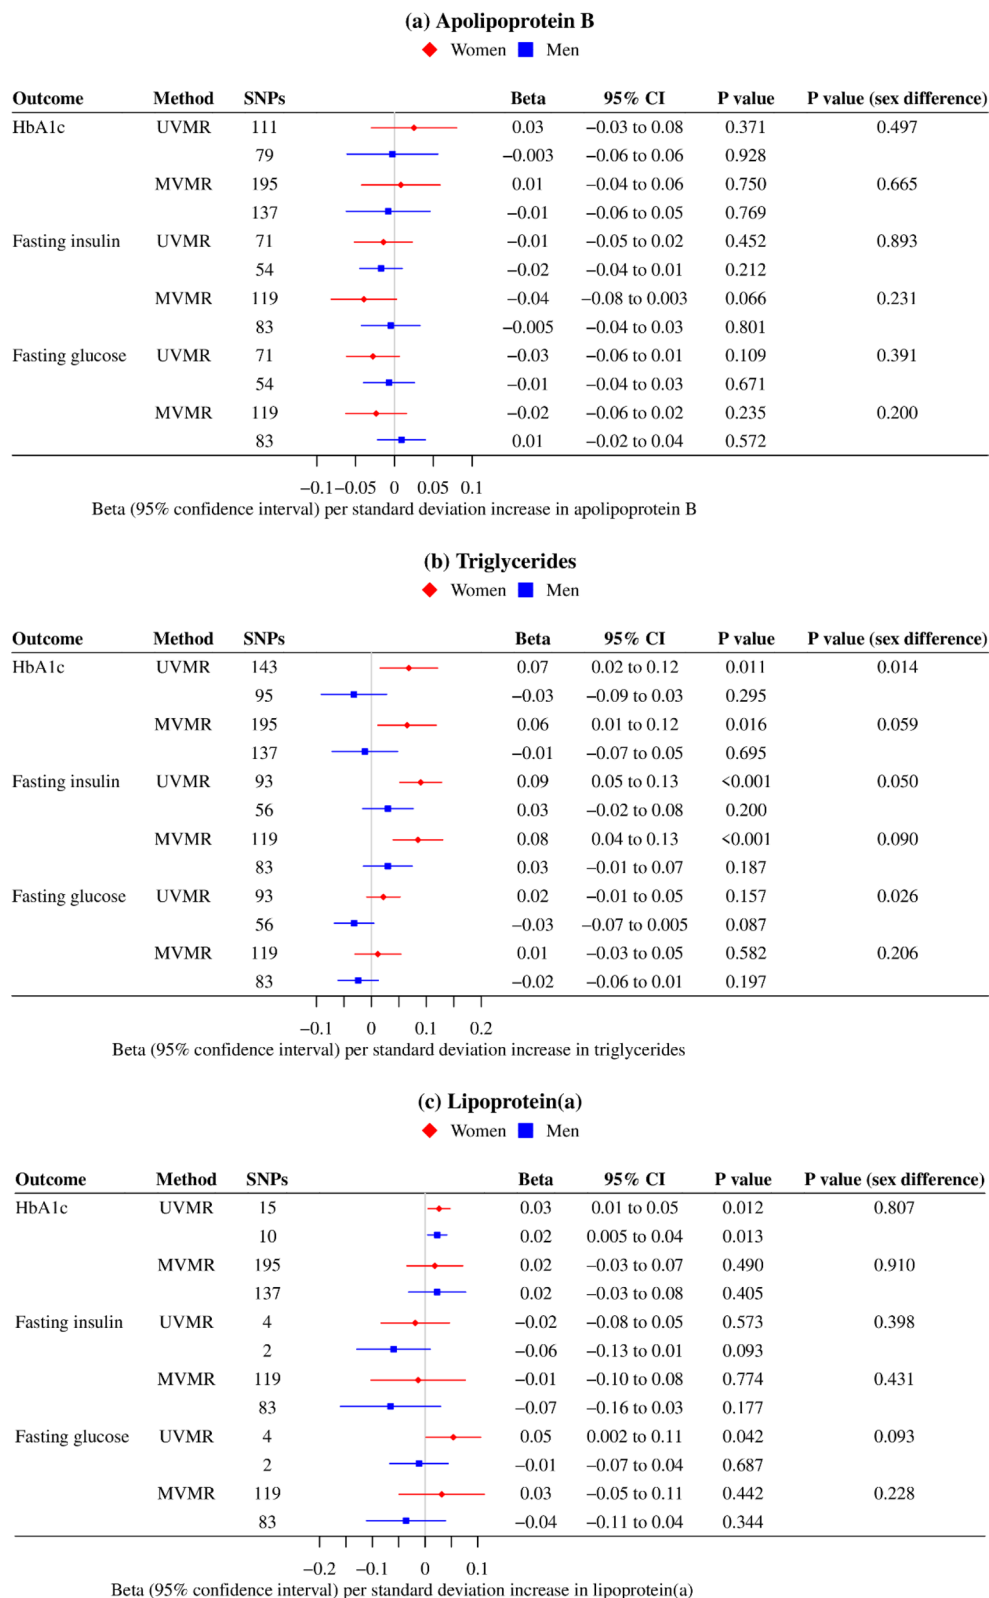 (a) Apolipoprotein B
Women Men
Outcome Method SNPs Beta 95% CI P value P value (sex difference)
HbA1c UVMR 111 0.03 −0.03 to 0.08 0.371 0.497
79 −0.003 −0.06 to 0.06 0.928
MVMR 195 0.01 −0.04 to 0.06 0.750 0.665
137 −0.01 −0.06 to 0.05 0.769
Fasting insulin UVMR 71 −0.01 −0.05 to 0.02 0.452 0.893
54 −0.02 −0.04 to 0.01 0.212
MVMR 119 −0.04 −0.08 to 0.003 0.066 0.231
83 −0.005 −0.04 to 0.03 0.801
Fasting glucose UVMR 71 −0.03 −0.06 to 0.01 0.109 0.391
54 −0.01 −0.04 to 0.03 0.671
MVMR 119 −0.02 −0.06 to 0.02 0.235 0.200
83 0.01 −0.02 to 0.04 0.572
−0.1 −0.05 0 0.05 0.1
Beta (95% confidence interval) per standard deviation increase in apolipoprotein B
(b) Triglycerides
Women Men
Outcome Method SNPs Beta 95% CI P value P value (sex difference)
HbA1c UVMR 143 0.07 0.02 to 0.12 0.011 0.014
95 −0.03 −0.09 to 0.03 0.295
MVMR 195 0.06 0.01 to 0.12 0.016 0.059
137 −0.01 −0.07 to 0.05 0.695
Fasting insulin UVMR 93 0.09 0.05 to 0.13 <0.001 0.050
56 0.03 −0.02 to 0.08 0.200
MVMR 119 0.08 0.04 to 0.13 <0.001 0.090
83 0.03 −0.01 to 0.07 0.187
Fasting glucose UVMR 93 0.02 −0.01 to 0.05 0.157 0.026
56 −0.03 −0.07 to 0.005 0.087
MVMR 119 0.01 −0.03 to 0.05 0.582 0.206
83 −0.02 −0.06 to 0.01 0.197
−0.1 0 0.1 0.2
Beta (95% confidence interval) per standard deviation increase in triglycerides
(c) Lipoprotein(a)
Women Men
Outcome Method SNPs Beta 95% CI P value P value (sex difference)
HbA1c UVMR 15 0.03 0.01 to 0.05 0.012 0.807
10 0.02 0.005 to 0.04 0.013
MVMR 195 0.02 −0.03 to 0.07 0.490 0.910
137 0.02 −0.03 to 0.08 0.405
Fasting insulin UVMR 4 −0.02 −0.08 to 0.05 0.573 0.398
2 −0.06 −0.13 to 0.01 0.093
MVMR 119 −0.01 −0.10 to 0.08 0.774 0.431
83 −0.07 −0.16 to 0.03 0.177
Fasting glucose UVMR 4 0.05 0.002 to 0.11 0.042 0.093
2 −0.01 −0.07 to 0.04 0.687
MVMR 119 0.03 −0.05 to 0.11 0.442 0.228
83 −0.04 −0.11 to 0.04 0.344
−0.2 −0.1 0 0.1
Beta (95% confidence interval) per standard deviation increase in lipoprotein(a)